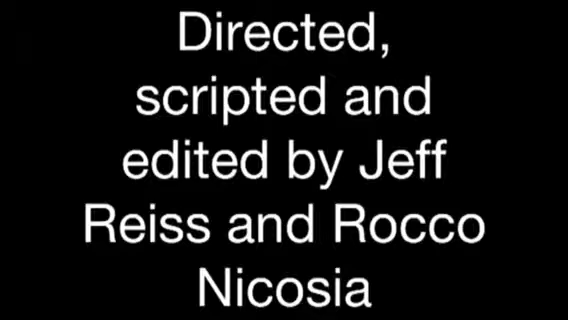 Directed,
scripted and
edited by Jeff
Reiss and Rocco
Nicosia